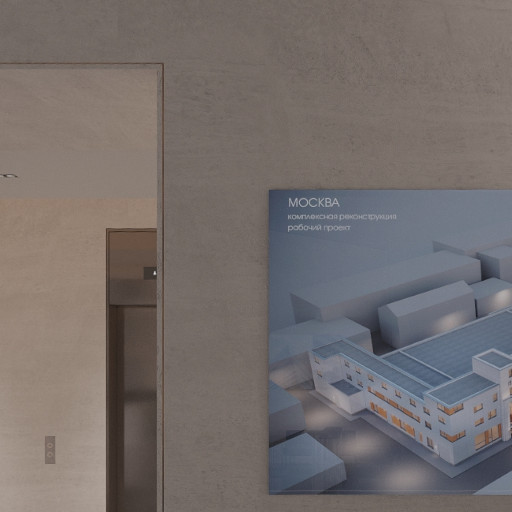 МОСКВА
комплексная реконструкция
рабочий проект